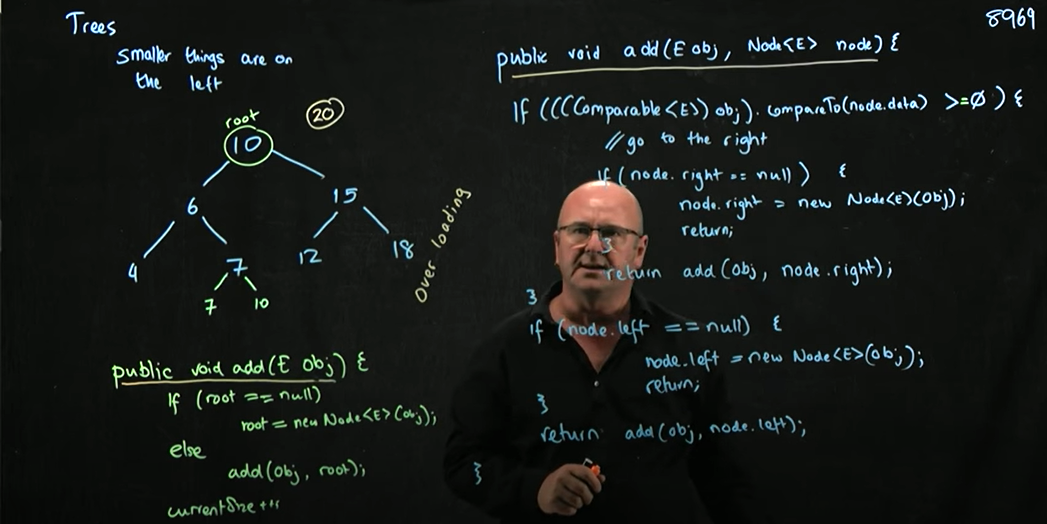 Trees
8969
Smaller things are on
the left
root
20
10
6
15
4
7
12
18
7
10
Over loading
public void add(E obj) {
If (root == null)
root = new Node<E>(obj);
else
add(obj, root);
currentSize ++
public void add(E obj, Node<E> node) {
If (((Comparable<E>) obj). compareTo(node.data) >=0 ) {
// go to the right
if (node.right == null) {
node.right = new Node<E>(obj);
return;
}
return add(obj, node.right);
}
if (node.left == null) {
node.left = new Node<E>(obj);
return;
}
return add(obj, node.left);
}